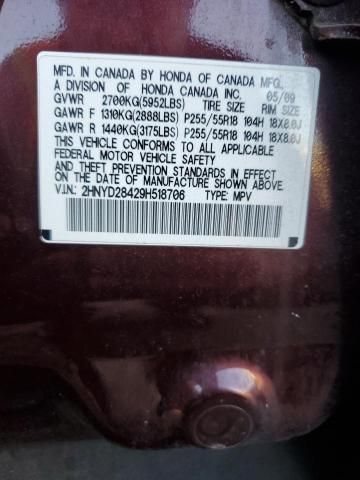 MFD. IN CANADA BY HONDA OF CANADA MFG.
A DIVISION OF HONDA CANADA INC. 05/09
GVWR 2700KG(5952LBS) TIRE SIZE RIM SIZE
GAWR F 1310KG(2888LBS) P255/55R18 104H 18X8.0J
GAWR R 1440KG(3175LBS) P255/55R18 104H 18X8.0J
THIS VEHICLE CONFORMS TO ALL APPLICABLE
FEDERAL MOTOR VEHICLE SAFETY
AND THEFT PREVENTION STANDARDS IN EFFECT
ON THE DATE OF MANUFACTURE SHOWN ABOVE.
V.I.N.: 2HNYD28429H518706 TYPE: MPV